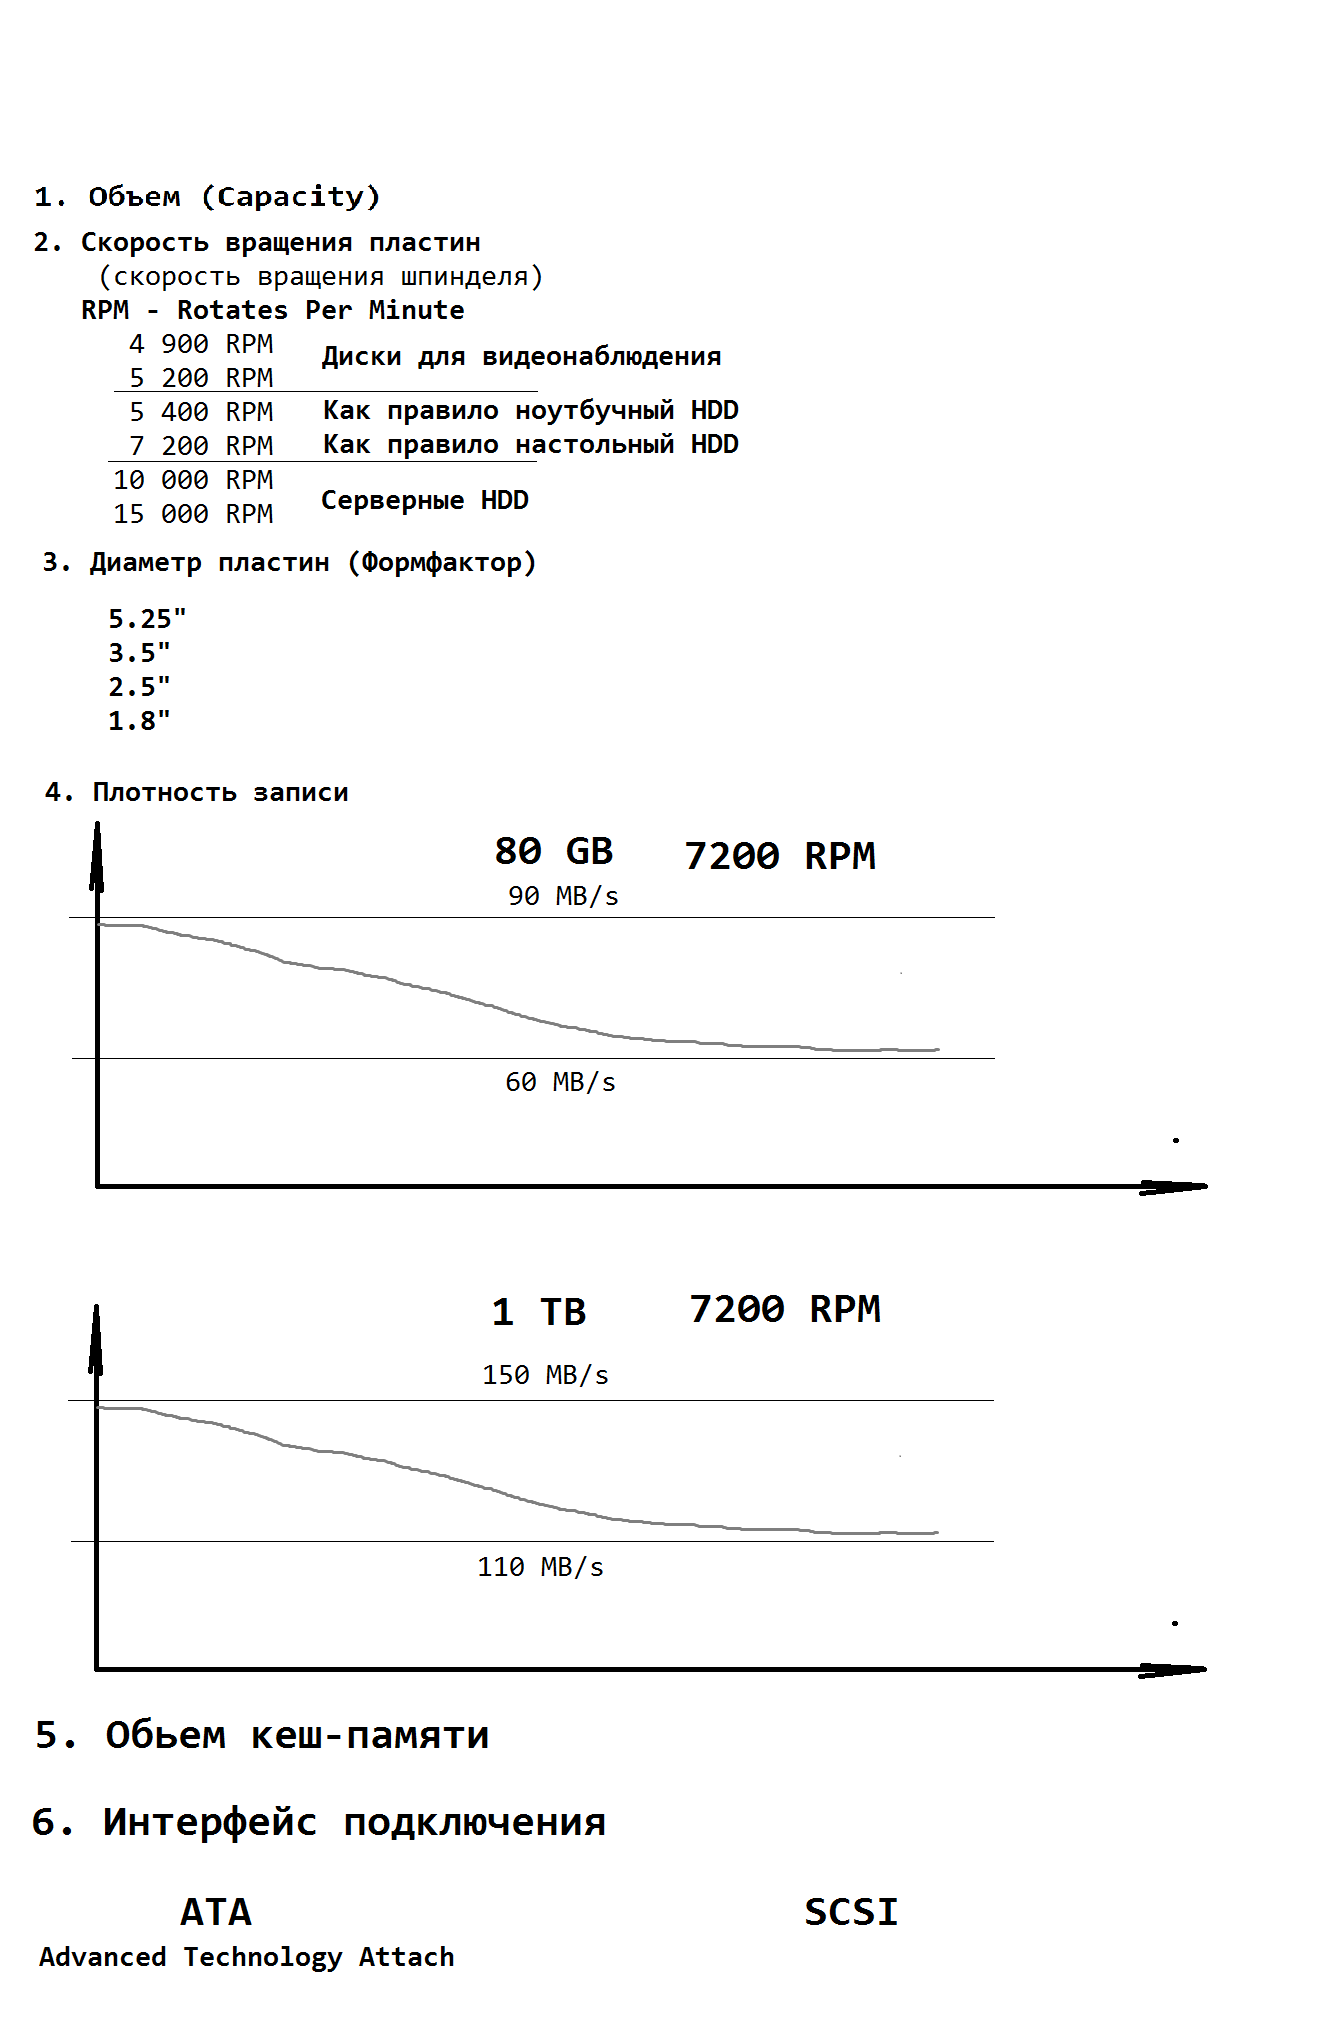 1. Объем (Capacity)
2. Скорость вращения пластин
(скорость вращения шпинделя)
RPM - Rotates Per Minute
4 900 RPM
Диски для видеонаблюдения
5 200 RPM
5 400 RPM Как правило ноутбучный HDD
7 200 RPM Как правило настольный HDD
10 000 RPM
Серверные HDD
15 000 RPM
3. Диаметр пластин (Формфактор)
5.25"
3.5"
2.5"
1.8"
4. Плотность записи
80 GB 7200 RPM
90 MB/s
60 MB/s
1 TB 7200 RPM
150 MB/s
110 MB/s
5. Обьем кеш-памяти
6. Интерфейс подключения
ATA SCSI
Advanced Technology Attach